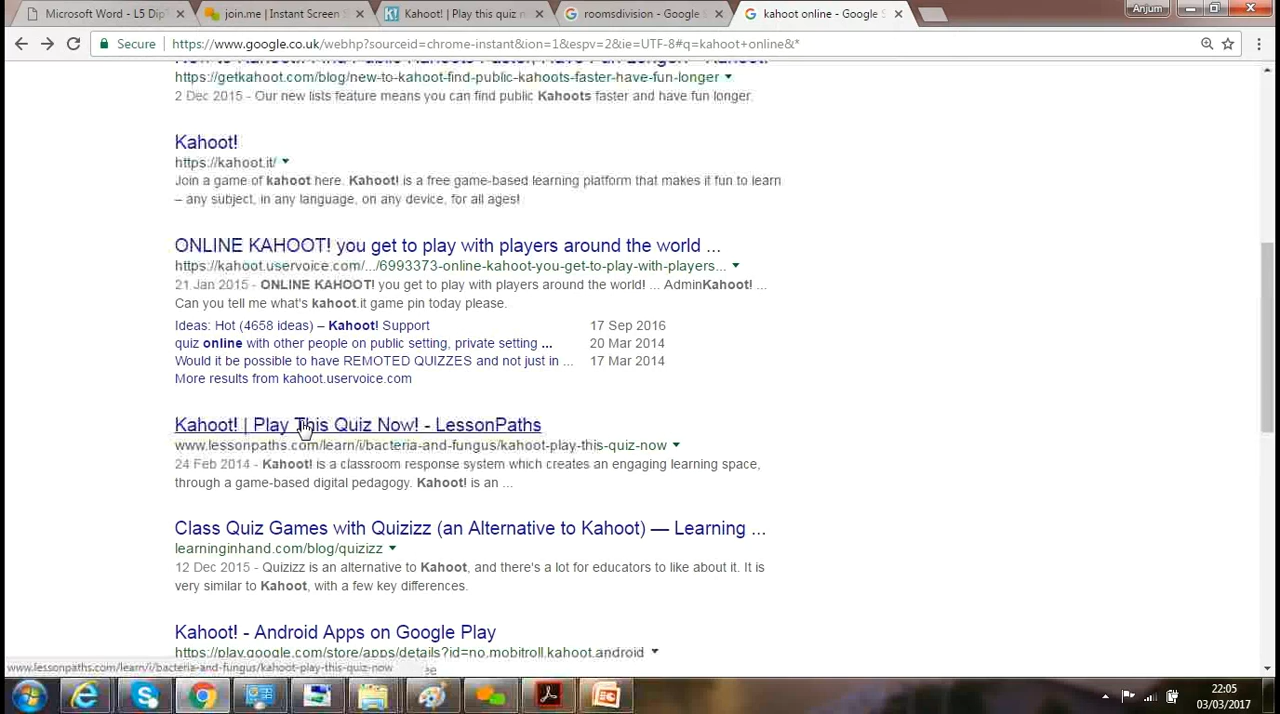 Microsoft Word - L5 Dip
join.me | Instant Screen S
Kahoot! | Play this quiz n
roomsdivision - Google S
kahoot online - Google S
Anjum
Secure
https://www.google.co.uk/webhp?sourceid=chrome-instant&ion=1&espv=2&ie=UTF-8#q=kahoot+online&*
New to Kahoot? Find Public Kahoots Faster, Have Fun Longer - Kahoot!
https://getkahoot.com/blog/new-to-kahoot-find-public-kahoots-faster-have-fun-longer
2 Dec 2015 - Our new lists feature means you can find public Kahoots faster and have fun longer.
Kahoot!
https://kahoot.it/
Join a game of kahoot here. Kahoot! is a free game-based learning platform that makes it fun to learn
– any subject, in any language, on any device, for all ages!
ONLINE KAHOOT! you get to play with players around the world ...
https://kahoot.uservoice.com/.../6993373-online-kahoot-you-get-to-play-with-players...
21 Jan 2015 - ONLINE KAHOOT! you get to play with players around the world! ... AdminKahoot! ...
Can you tell me what's kahoot.it game pin today please.
Ideas: Hot (4658 ideas) – Kahoot! Support 17 Sep 2016
quiz online with other people on public setting, private setting ... 20 Mar 2014
Would it be possible to have REMOTED QUIZZES and not just in ... 17 Mar 2014
More results from kahoot.uservoice.com
Kahoot! | Play This Quiz Now! - LessonPaths
www.lessonpaths.com/learn/i/bacteria-and-fungus/kahoot-play-this-quiz-now
24 Feb 2014 - Kahoot! is a classroom response system which creates an engaging learning space,
through a game-based digital pedagogy. Kahoot! is an ...
Class Quiz Games with Quizizz (an Alternative to Kahoot) — Learning ...
learninginhand.com/blog/quizizz
12 Dec 2015 - Quizizz is an alternative to Kahoot, and there's a lot for educators to like about it. It is
very similar to Kahoot, with a few key differences.
Kahoot! - Android Apps on Google Play
https://play.google.com/store/apps/details?id=no.mobitroll.kahoot.android
www.lessonpaths.com/learn/i/bacteria-and-fungus/kahoot-play-this-quiz-now
22:05
03/03/2017